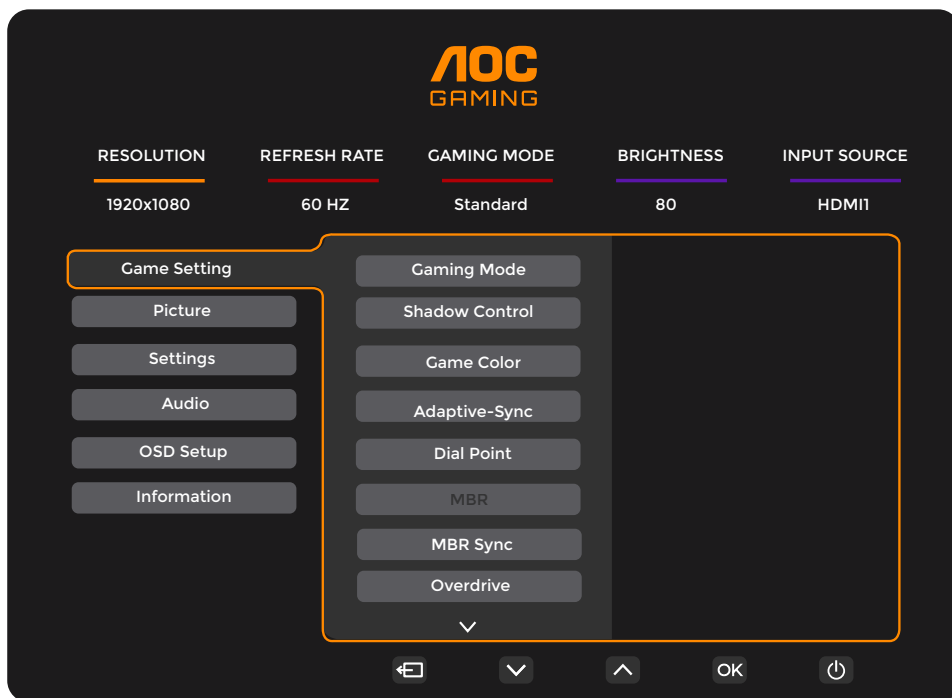 AOC
GAMING
RESOLUTION REFRESH RATE GAMING MODE BRIGHTNESS INPUT SOURCE
1920x1080 60 HZ Standard 80 HDMI1
Game Setting
Picture
Settings
Audio
OSD Setup
Information
Gaming Mode
Shadow Control
Game Color
Adaptive-Sync
Dial Point
MBR
MBR Sync
Overdrive
OK